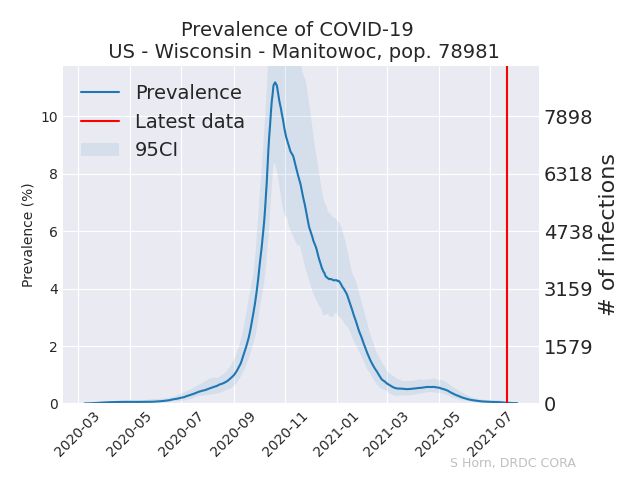 Prevalence of COVID-19
US - Wisconsin - Manitowoc, pop. 78981
Prevalence
Latest data
95CI
Prevalence (%)
10
8
6
4
2
0
7898
6318
4738
3159
1579
0
# of infections
2020-03
2020-05
2020-07
2020-09
2020-11
2021-01
2021-03
2021-05
2021-07
S Horn, DRDC CORA